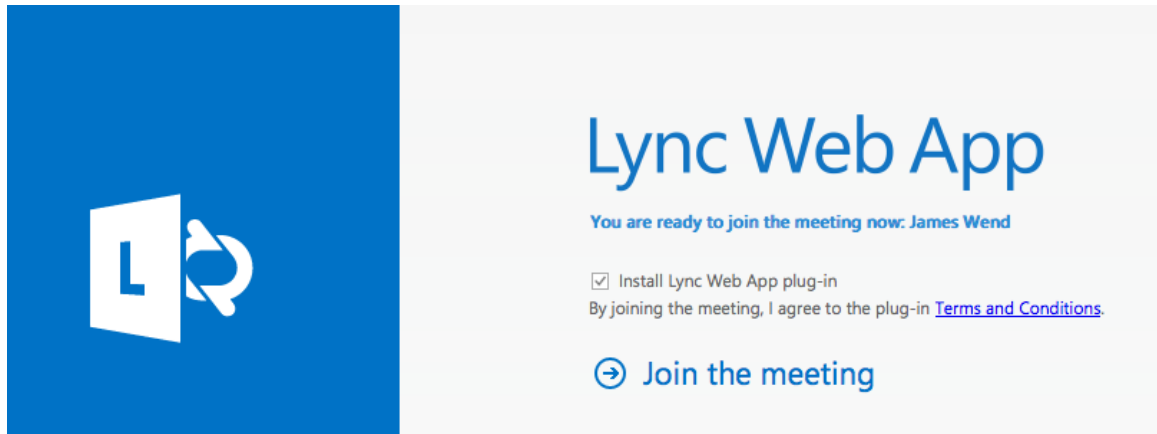 L
Lync Web App
You are ready to join the meeting now: James Wend
Install Lync Web App plug-in
By joining the meeting, I agree to the plug-in Terms and Conditions.
Join the meeting